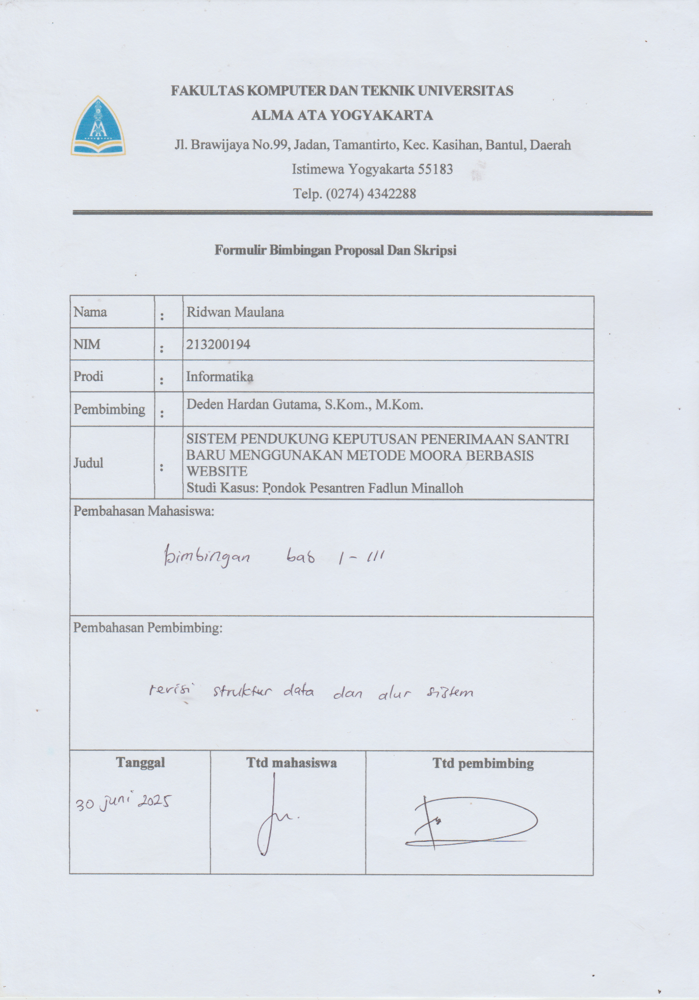 FAKULTAS KOMPUTER DAN TEKNIK UNIVERSITAS
ALMA ATA YOGYAKARTA
Jl. Brawijaya No.99, Jadan, Tamantirto, Kec. Kasihan, Bantul, Daerah
Istimewa Yogyakarta 55183
Telp. (0274) 4342288
Formulir Bimbingan Proposal Dan Skripsi
Nama : Ridwan Maulana
NIM : 213200194
Prodi : Informatika
Pembimbing : Deden Hardan Gutama, S.Kom., M.Kom.
Judul : SISTEM PENDUKUNG KEPUTUSAN PENERIMAAN SANTRI
BARU MENGGUNAKAN METODE MOORA BERBASIS
WEBSITE
Studi Kasus: Pondok Pesantren Fadlun Minalloh
Pembahasan Mahasiswa:
bimbingan bab I - III
Pembahasan Pembimbing:
revisi struktur data dan alur sistem
Tanggal Ttd mahasiswa Ttd pembimbing
30 juni 2025